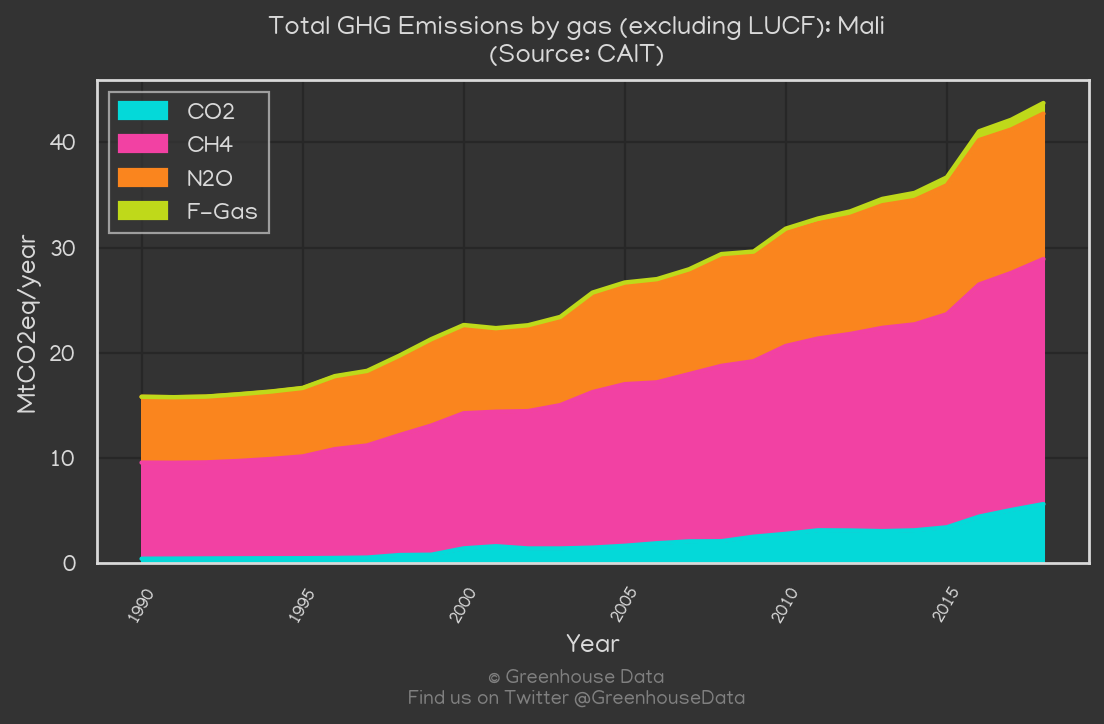 Total GHG Emissions by gas (excluding LUCF): Mali
(Source: CAIT)
CO2
CH4
N2O
F-Gas
MtCO2eq/year
40
30
20
10
0
1990
1995
2000
2005
2010
2015
Year
© Greenhouse Data
Find us on Twitter @GreenhouseData